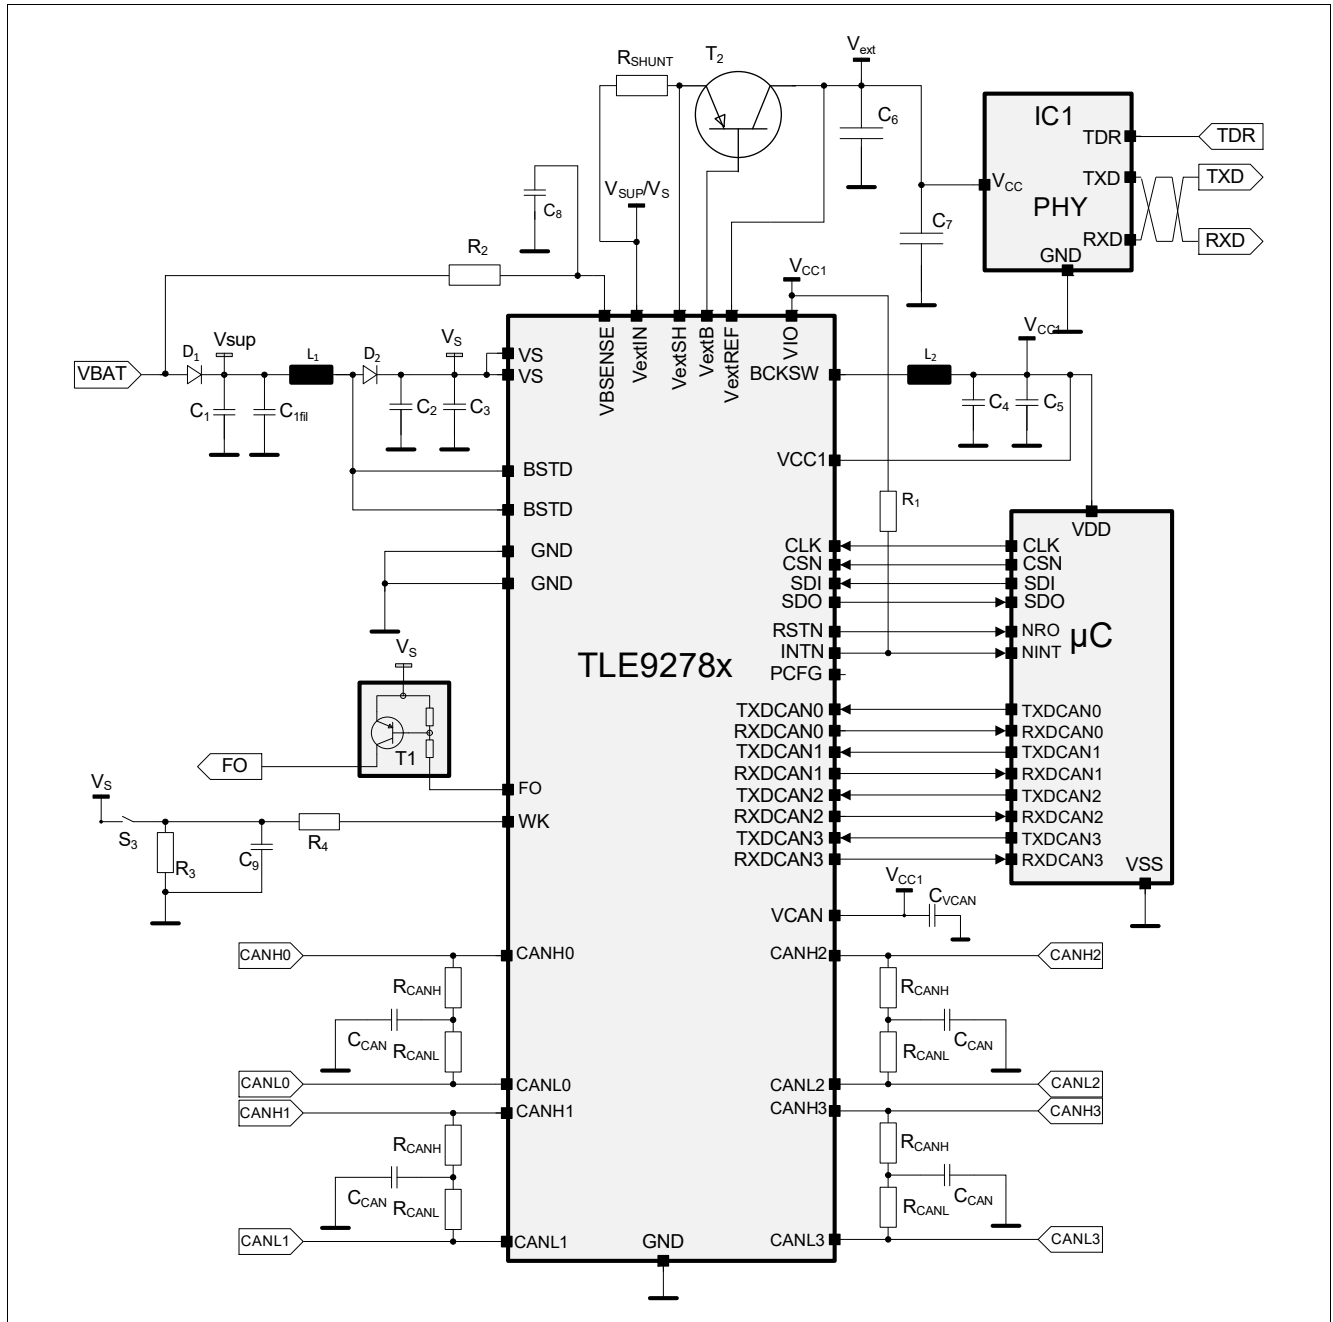 RSHUNT
T2
Vext
C6
IC1
PHY
TDR
TXD
RXD
VCC
GND
TDR
TXD
RXD
C7
VSUP/VS
C8
R2
VCC1
VBAT
D1
Vsup
L1
D2
VS
C1
C1fil
C2
C3
VS
VS
BSTD
BSTD
GND
GND
VBSENSE
VextIN
VextSH
VextB
VextREF
VIO
BCKSW
VCC1
L2
VCC1
C4
C5
R1
VDD
CLK
CSN
SDI
SDO
RSTN
INTN
PCFG
CLK
CSN
SDI
SDO
NRO
NINT
µC
TLE9278x
TXDCAN0
RXDCAN0
TXDCAN1
RXDCAN1
TXDCAN2
RXDCAN2
TXDCAN3
RXDCAN3
TXDCAN0
RXDCAN0
TXDCAN1
RXDCAN1
TXDCAN2
RXDCAN2
TXDCAN3
RXDCAN3
VSS
VS
T1
FO
FO
VS
S3
R3
C9
R4
WK
VCC1
CVCAN
VCAN
CANH0
RCANH
CCAN
RCANL
CANL0
CANH0
CANL0
CANH1
RCANH
CCAN
RCANL
CANL1
CANH1
CANL1
GND
CANH2
RCANH
CCAN
RCANL
CANL2
CANH2
CANL2
CANH3
RCANH
CCAN
RCANL
CANL3
CANH3
CANL3